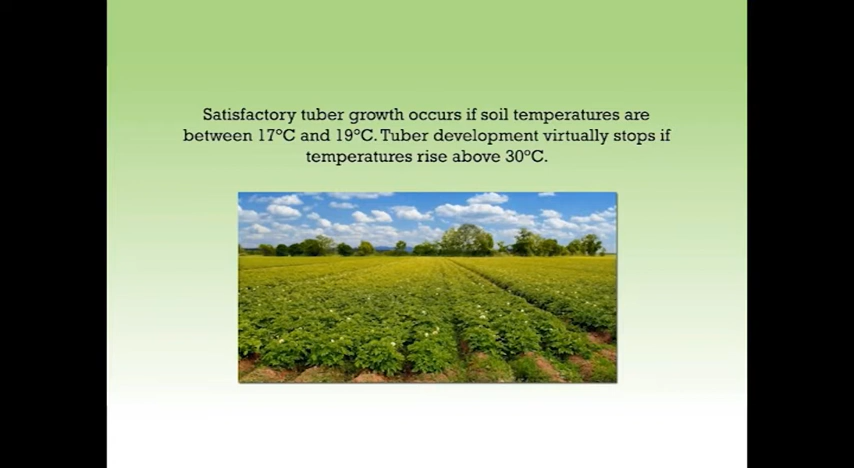 Satisfactory tuber growth occurs if soil temperatures are
between 17°C and 19°C. Tuber development virtually stops if
temperatures rise above 30°C.